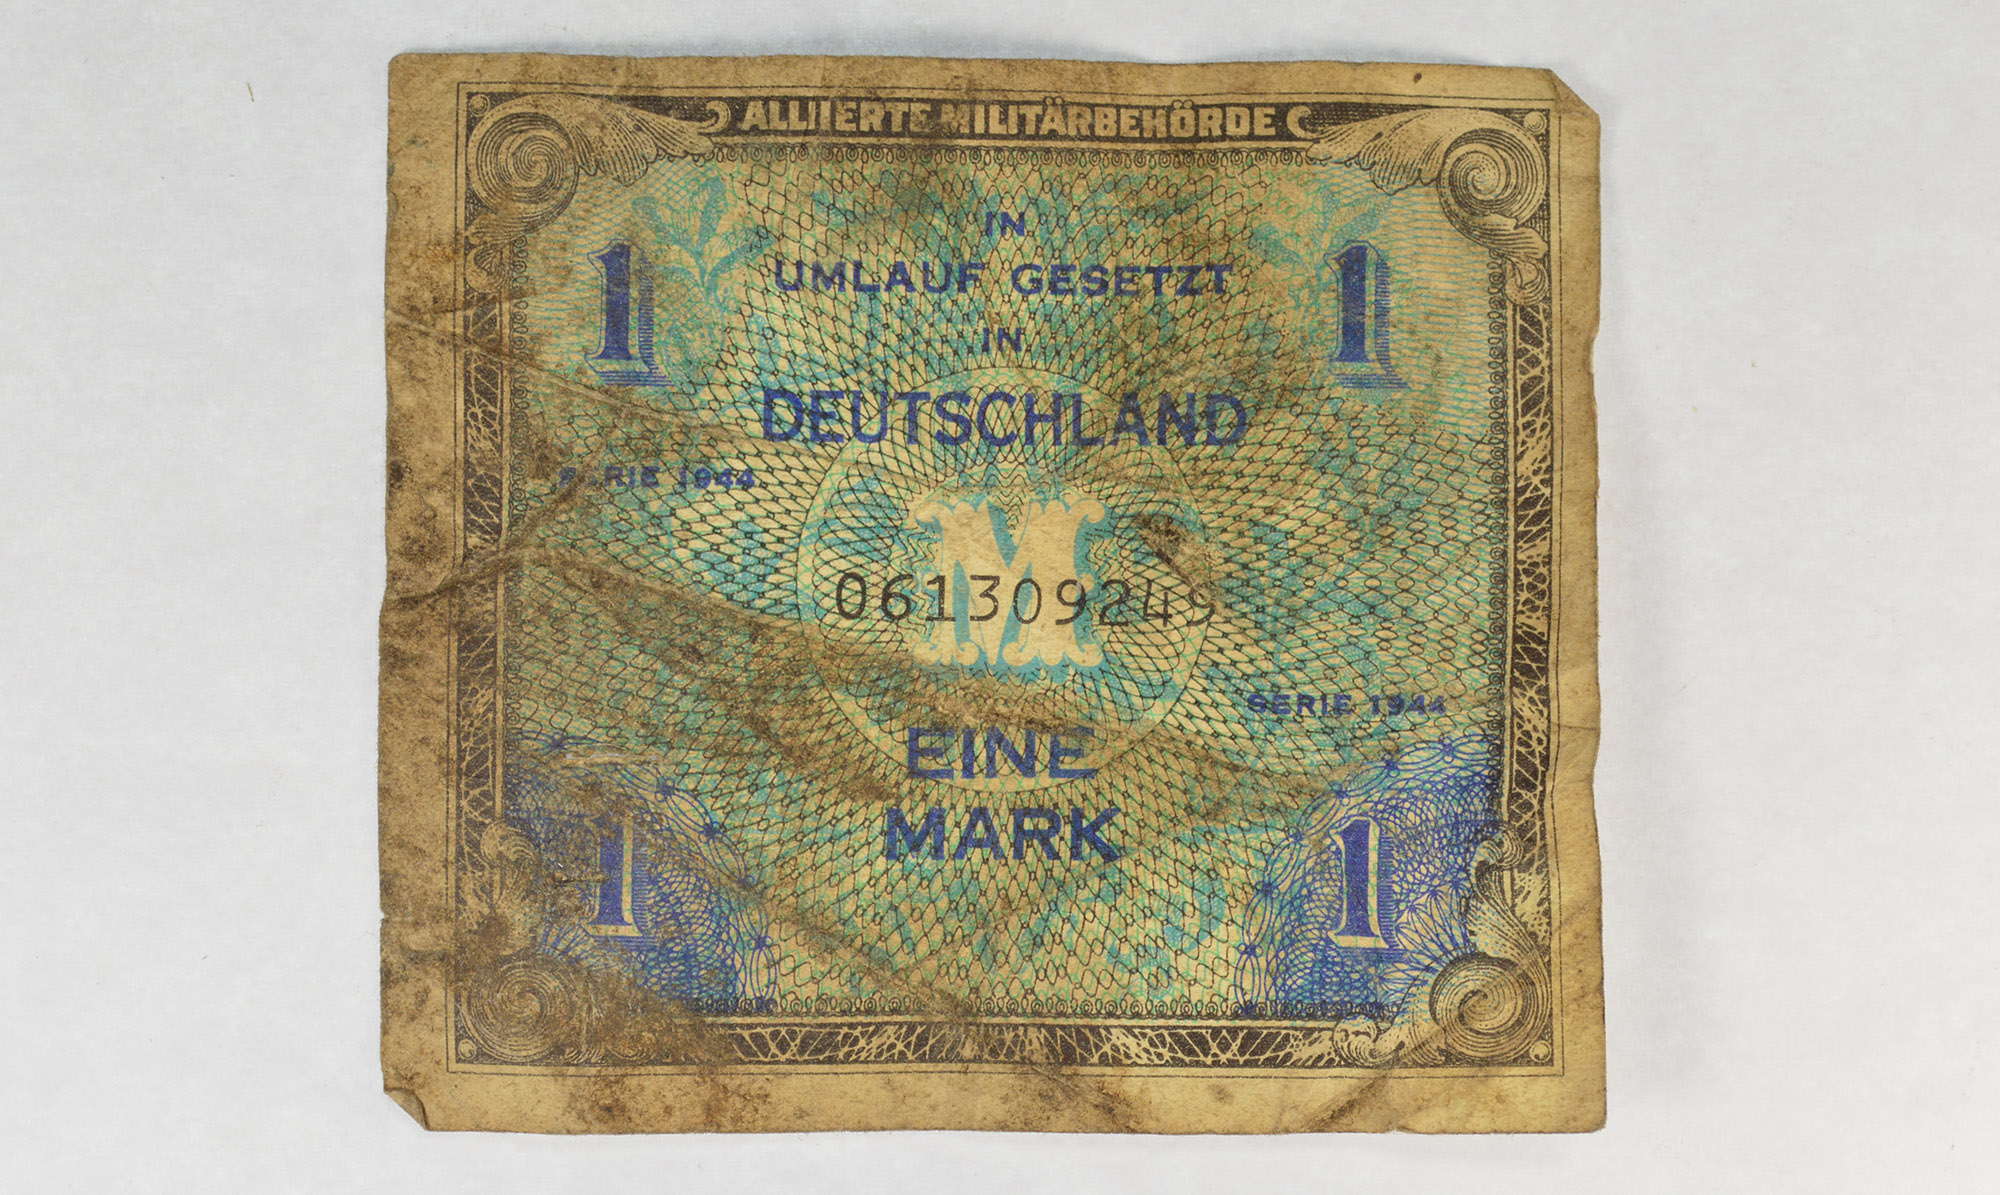 ALLIIERTE MILITÄRBEHÖRDE
IN
1 UMLAUF GESETZT 1
IN
DEUTSCHLAND
SERIE 1944
M
061309249
SERIE 1944
EINE
1 MARK 1